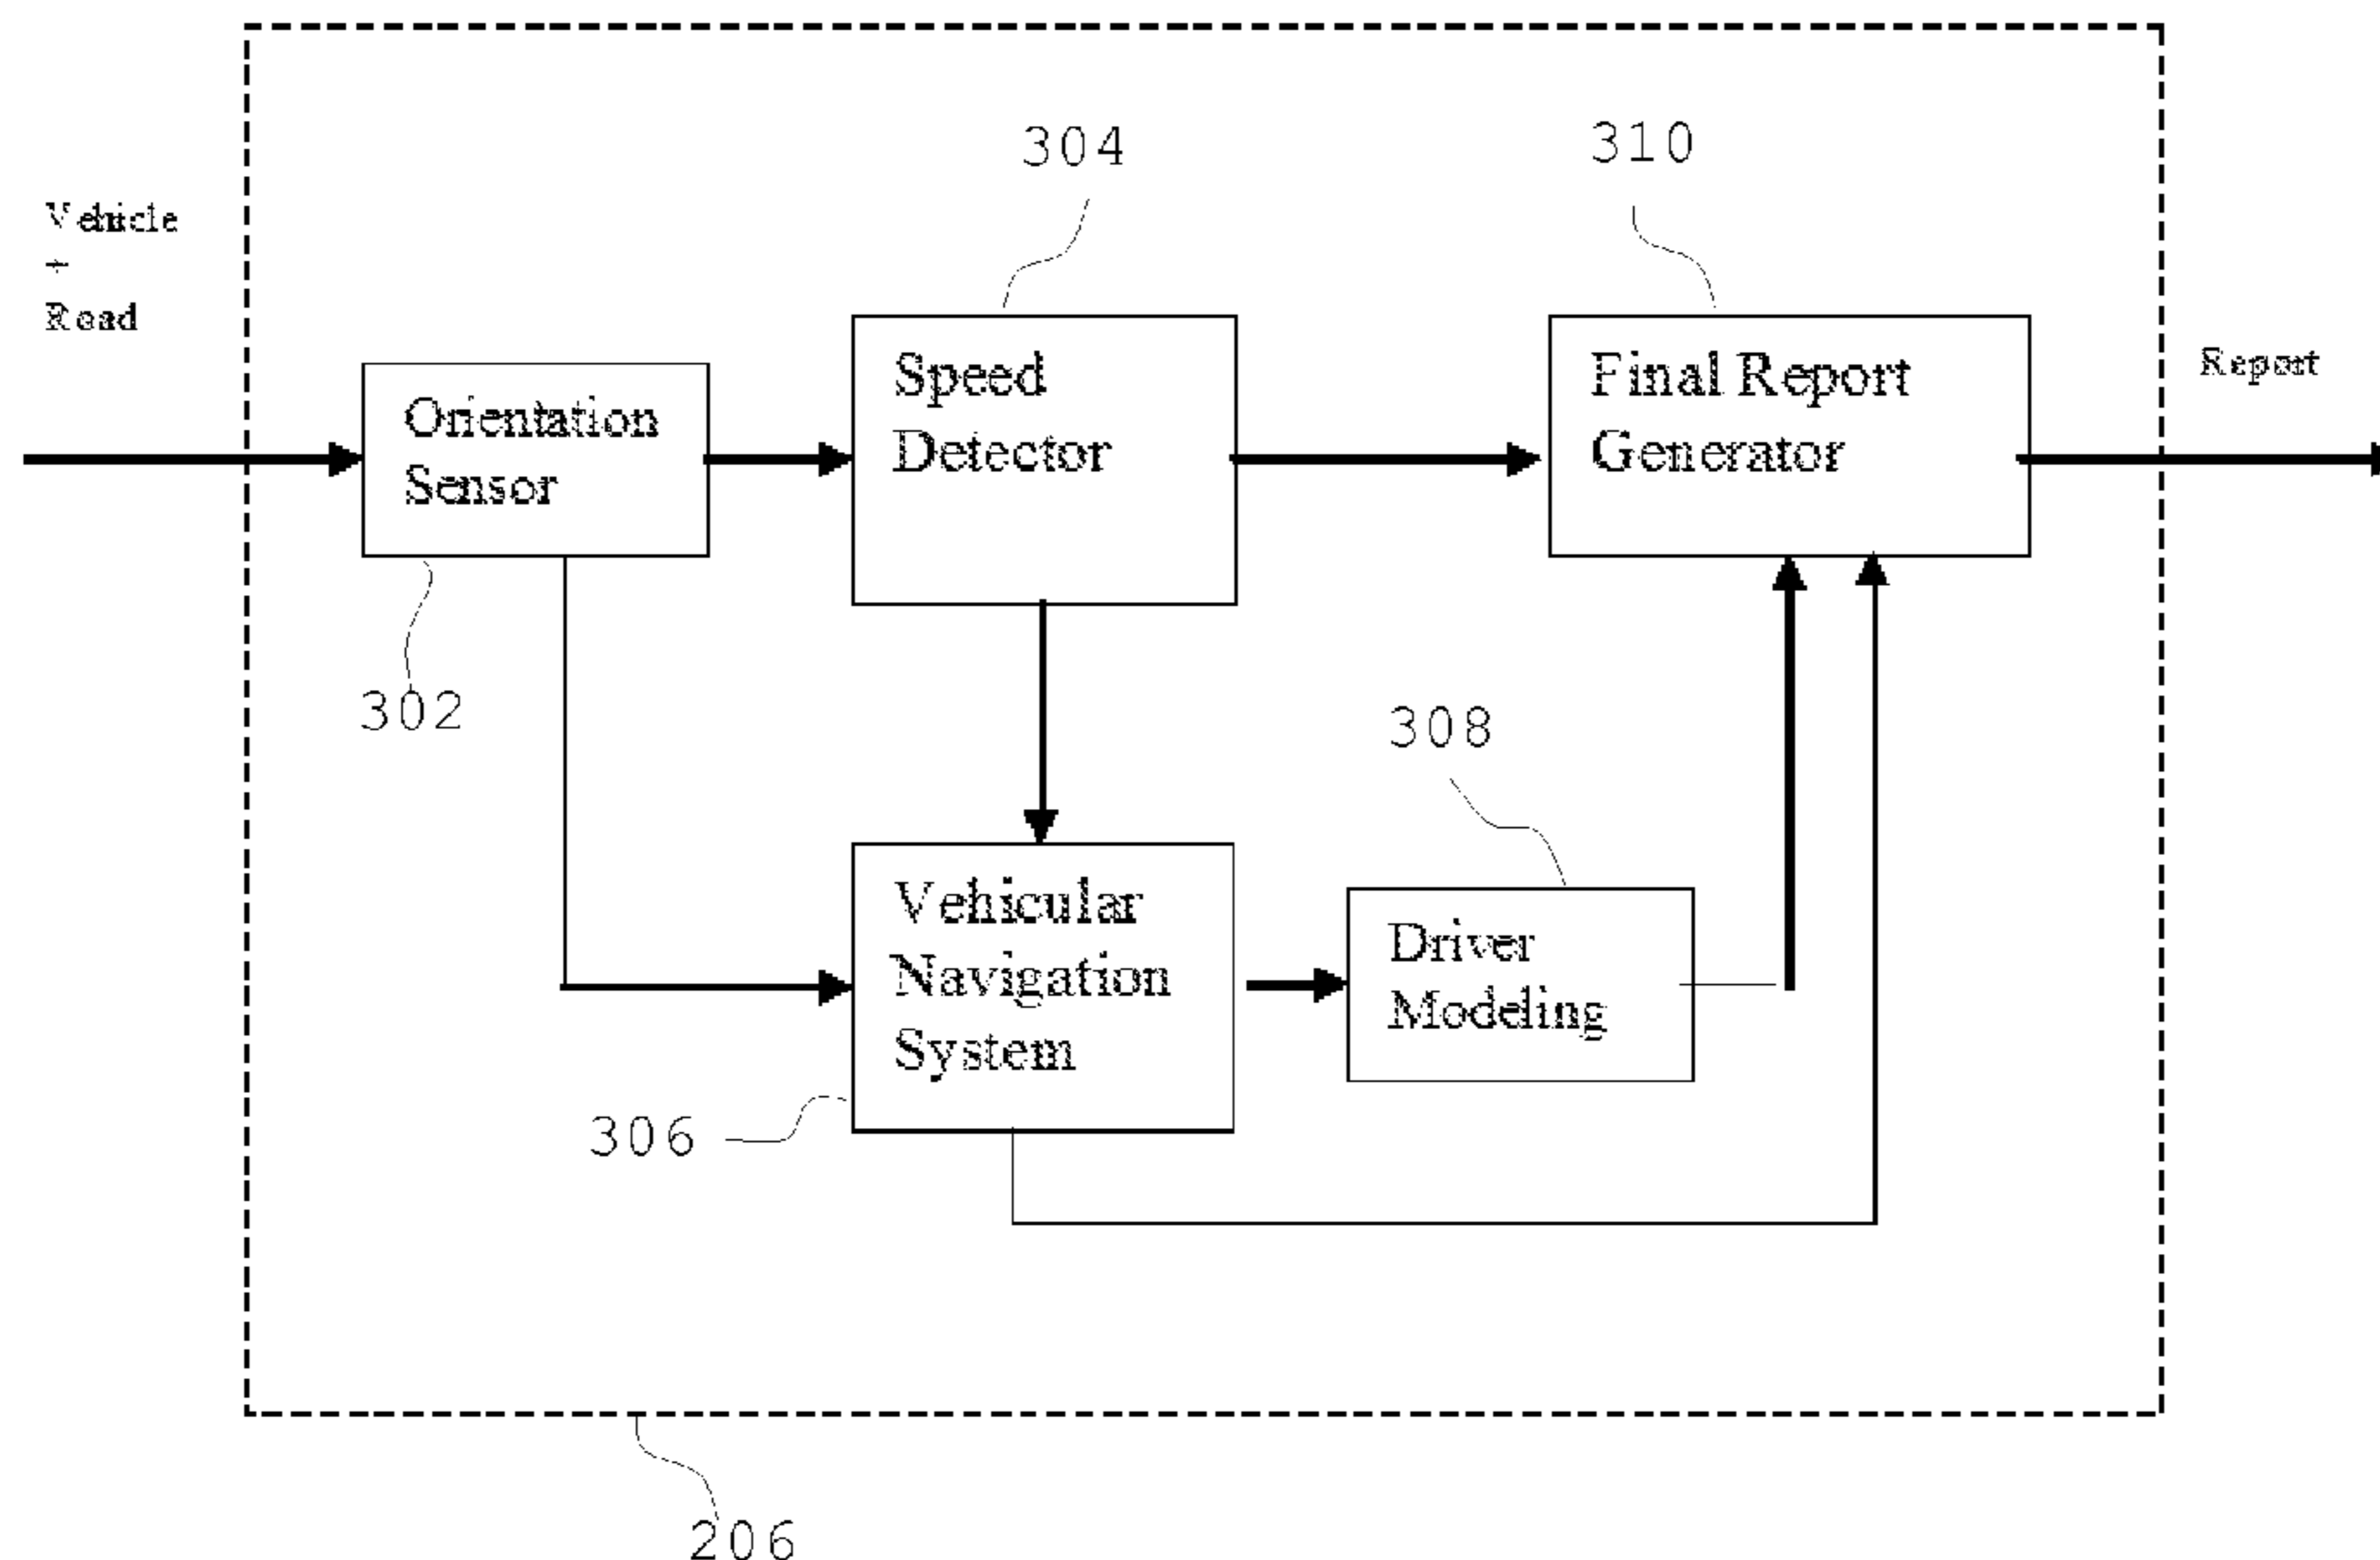 304
310
Vehicle
+
Road
Speed
Detector
Final Report
Generator
Report
Orientation
Sensor
302
308
Vehicular
Navigation
System
Driver
Modeling
306
206